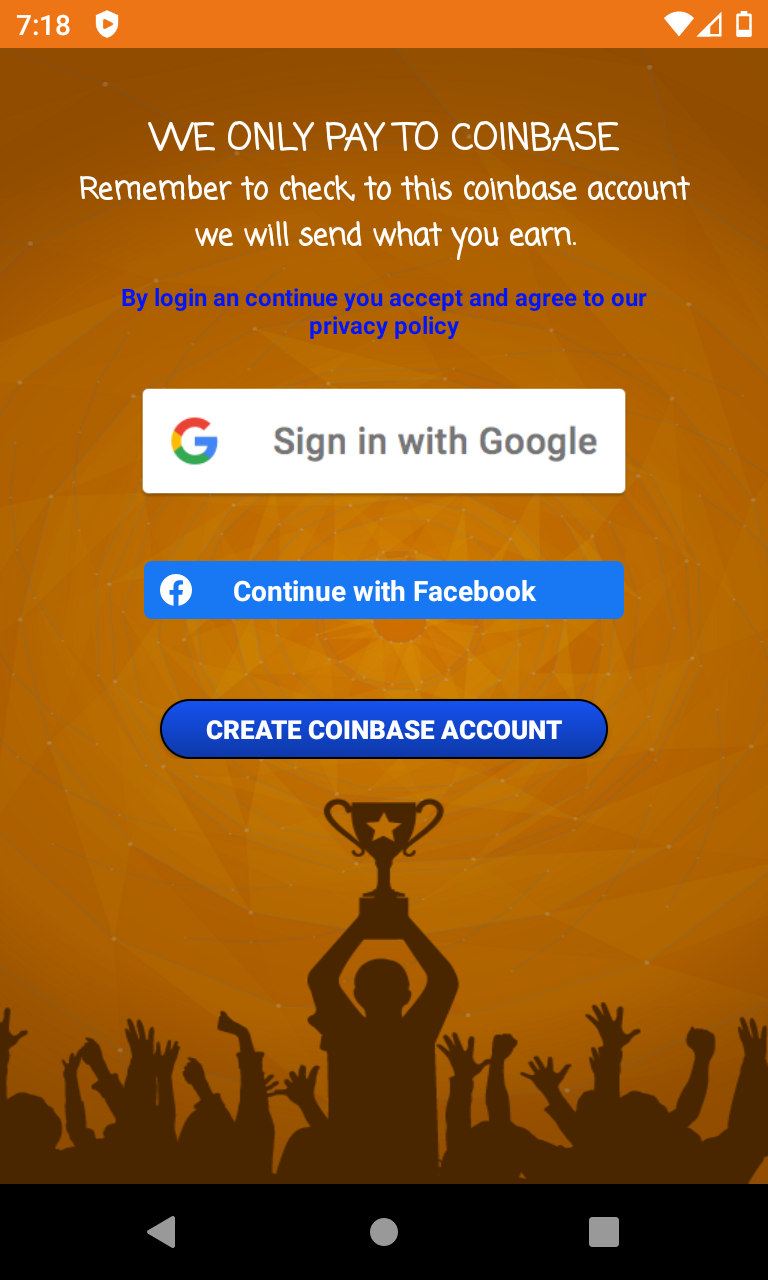 7:18
WE ONLY PAY TO COINBASE
Remember to check, to this coinbase account
we will send what you earn.
By login an continue you accept and agree to our
privacy policy
Sign in with Google
Continue with Facebook
CREATE COINBASE ACCOUNT